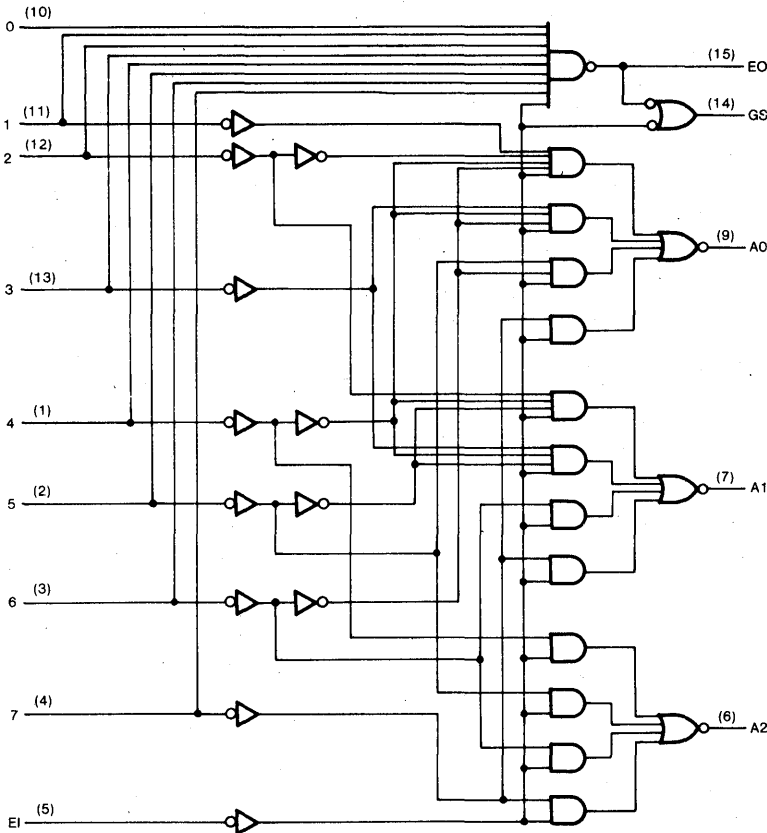 0 (10)
(15) EO
(14) GS
1 (11)
2 (12)
(9) A0
3 (13)
4 (1)
(7) A1
5 (2)
6 (3)
7 (4)
(6) A2
EI (5)